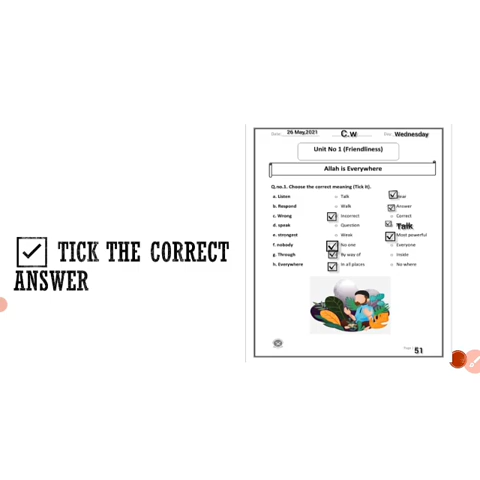 TICK THE CORRECT
ANSWER
Date 26 May,2021 C.w Day Wednesday
Unit No 1 (Friendliness)
Allah is Everywhere
Q.no.1. Choose the correct meaning (Tick it).
a. Listen Talk Hear
b. Respond Walk Answer
c. Wrong Incorrect Correct
d. speak Question Talk
e. strongest Weak Most powerful
f. nobody No one Everyone
g. Through By way of Inside
h. Everywhere In all places No where
Page 51